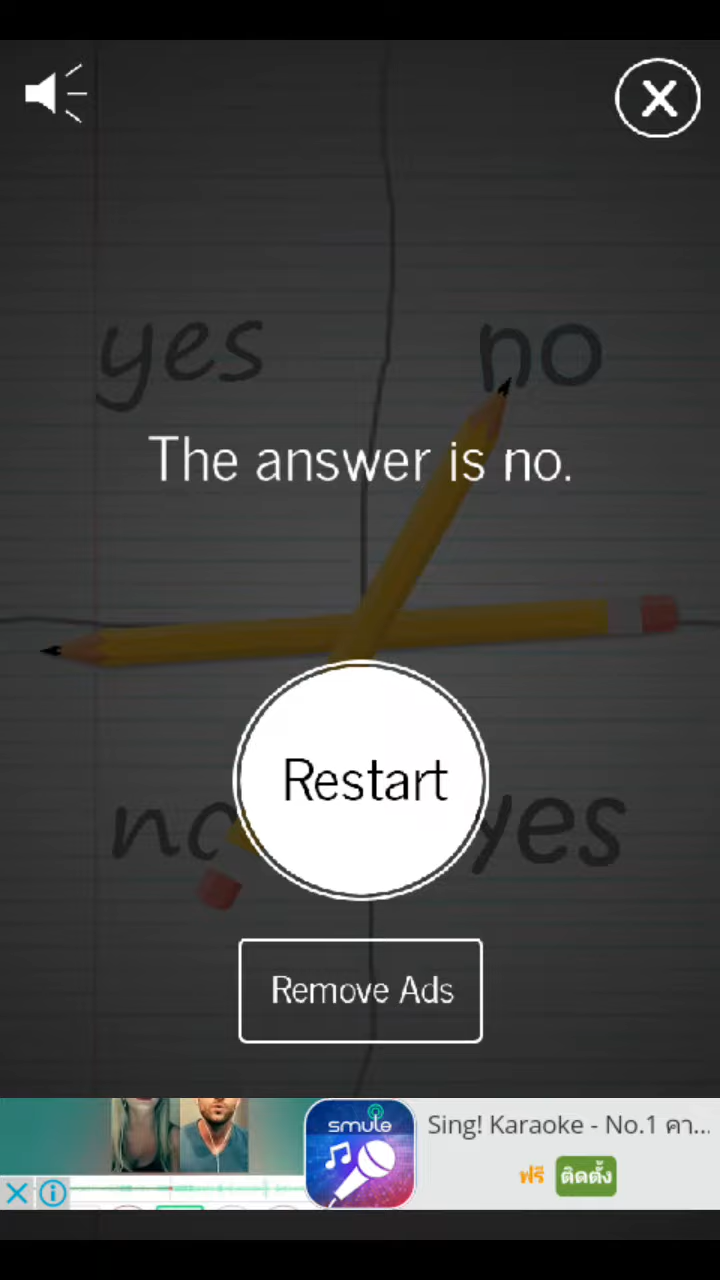 yes no
The answer is no.
Restart
no yes
Remove Ads
smule
Sing! Karaoke - No.1 คา...
ฟรี ติดตั้ง